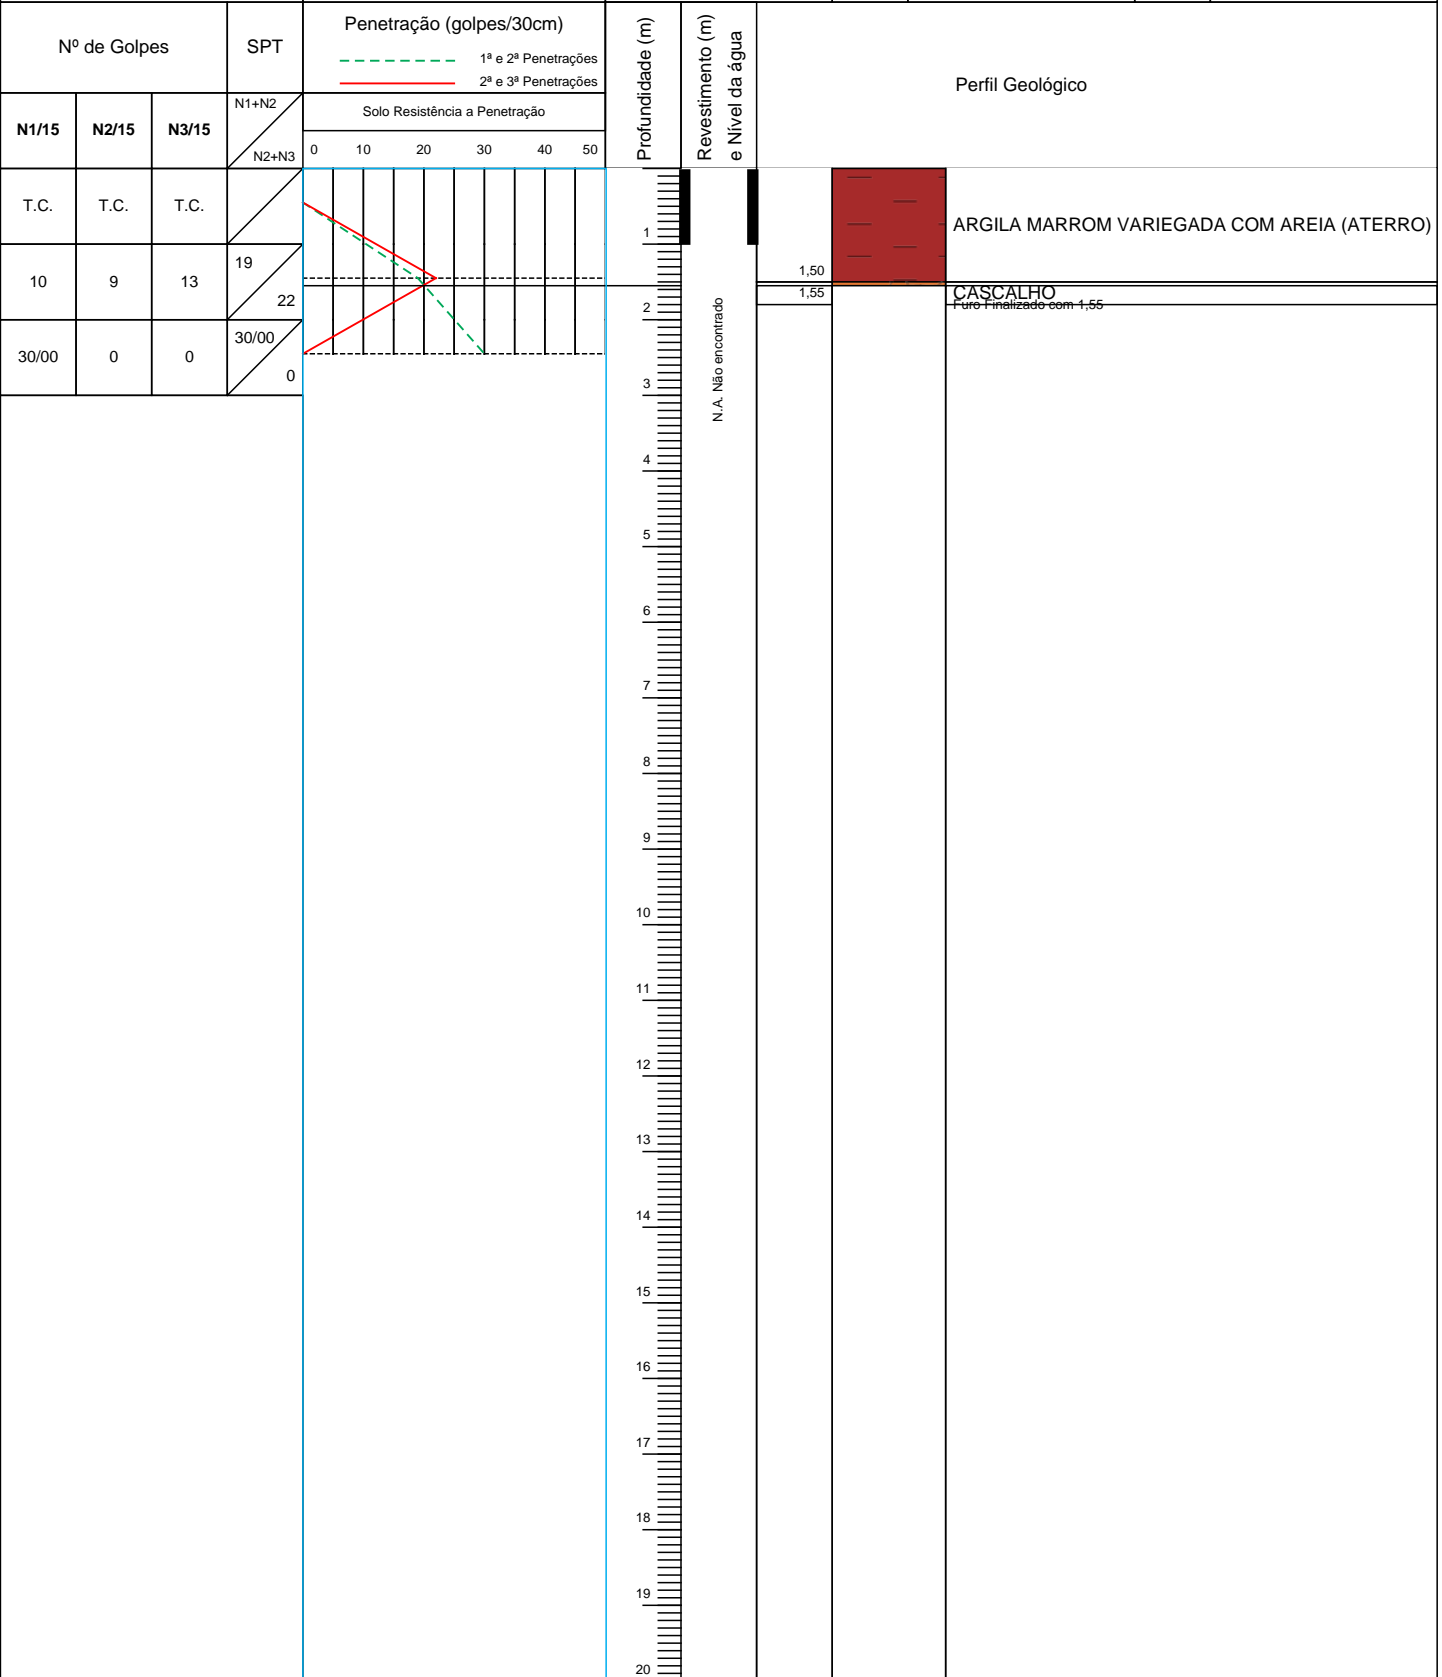 Nº de Golpes
SPT
Penetração (golpes/30cm)
1ª e 2ª Penetrações
2ª e 3ª Penetrações
Solo Resistência a Penetração
0 10 20 30 40 50
N1/15 N2/15 N3/15
N1+N2
N2+N3
Profundidade (m)
Revestimento (m)
e Nível da água
Perfil Geológico
T.C. T.C. T.C.
10 9 13
19
22
30/00 0 0
30/00
0
1
2
3
4
5
6
7
8
9
10
11
12
13
14
15
16
17
18
19
20
N.A. Não encontrado
1,50
1,55
ARGILA MARROM VARIEGADA COM AREIA (ATERRO)
CASCALHO
Furo Finalizado com 1,55